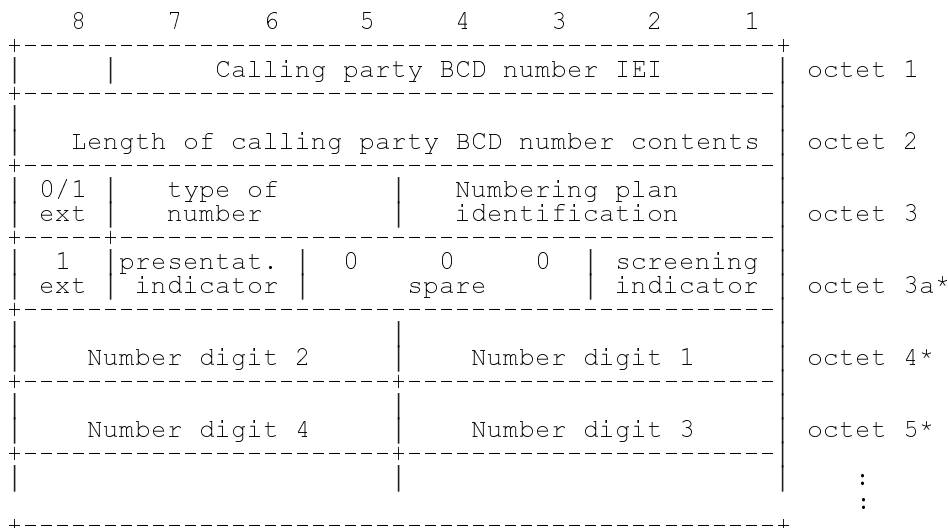 8 7 6 5 4 3 2 1
Calling party BCD number IEI octet 1
Length of calling party BCD number contents octet 2
0/1 type of Numbering plan
ext number identification octet 3
1 presentat. 0 0 0 screening
ext indicator spare indicator octet 3a*
Number digit 2 Number digit 1 octet 4*
Number digit 4 Number digit 3 octet 5*
:
: